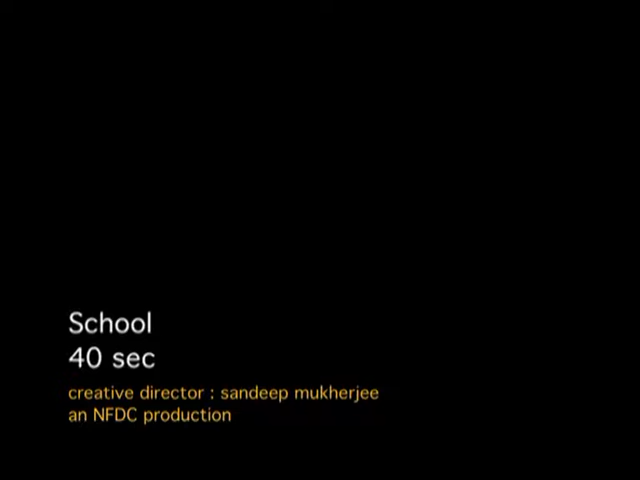 School
40 sec
creative director : sandeep mukherjee
an NFDC production